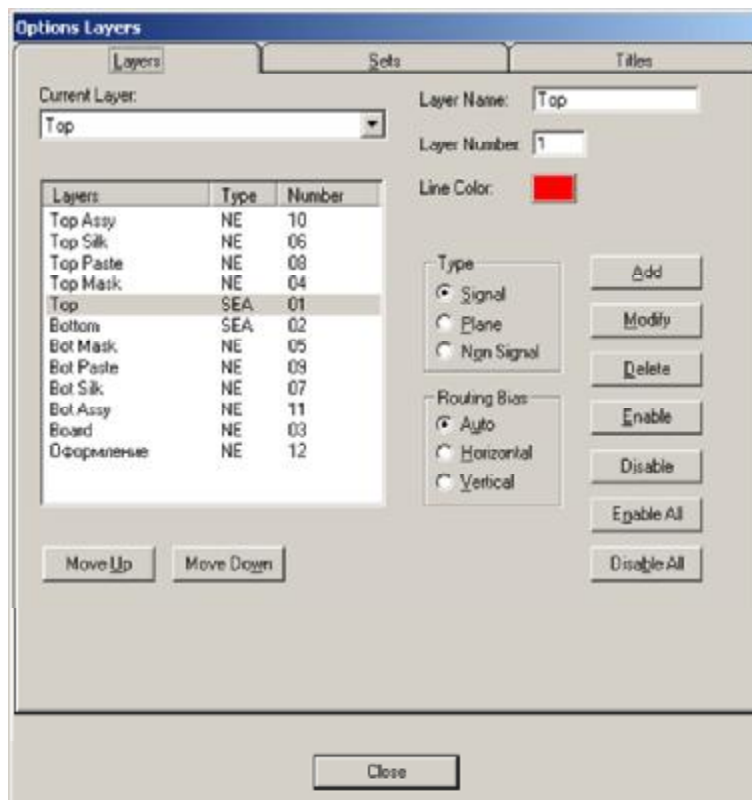 Options Layers
Layers Sets Titles
Current Layer:
Top
Layer Name: Top
Layer Number: 1
Line Color:
Layers Type Number
Top Assy NE 10
Top Silk NE 06
Top Paste NE 08
Top Mask NE 04
Top SEA 01
Bottom SEA 02
Bot Mask NE 05
Bot Paste NE 09
Bot Silk NE 07
Bot Assy NE 11
Board NE 03
Оформление NE 12
Type
Signal
Plane
Non Signal
Routing Bias
Auto
Horizontal
Vertical
Add
Modify
Delete
Enable
Disable
Enable All
Disable All
Move Up Move Down
Close